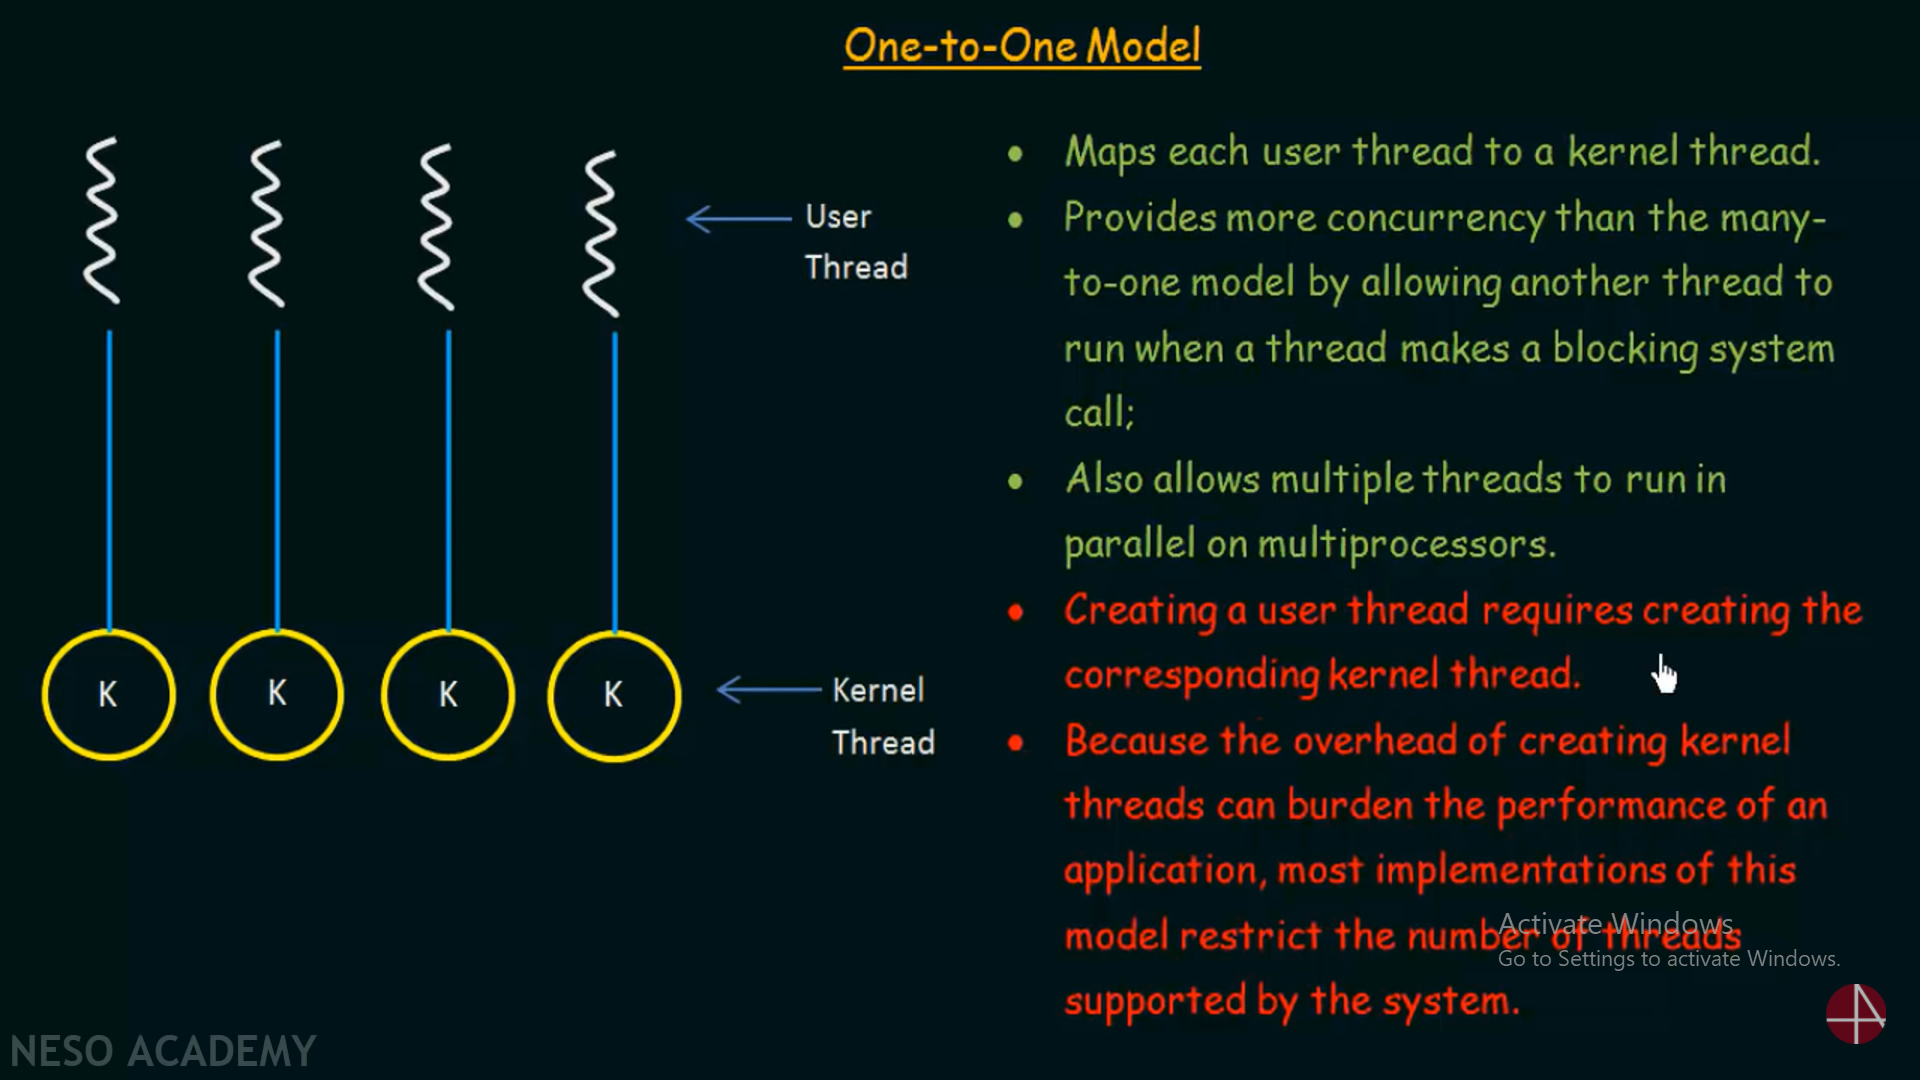 One-to-One Model
User
Thread
K
K
K
K
Kernel
Thread
• Maps each user thread to a kernel thread.
• Provides more concurrency than the many-
to-one model by allowing another thread to
run when a thread makes a blocking system
call;
• Also allows multiple threads to run in
parallel on multiprocessors.
• Creating a user thread requires creating the
corresponding kernel thread.
• Because the overhead of creating kernel
threads can burden the performance of an
application, most implementations of this
model restrict the number of threads
supported by the system.
Activate Windows
Go to Settings to activate Windows.
NESO ACADEMY